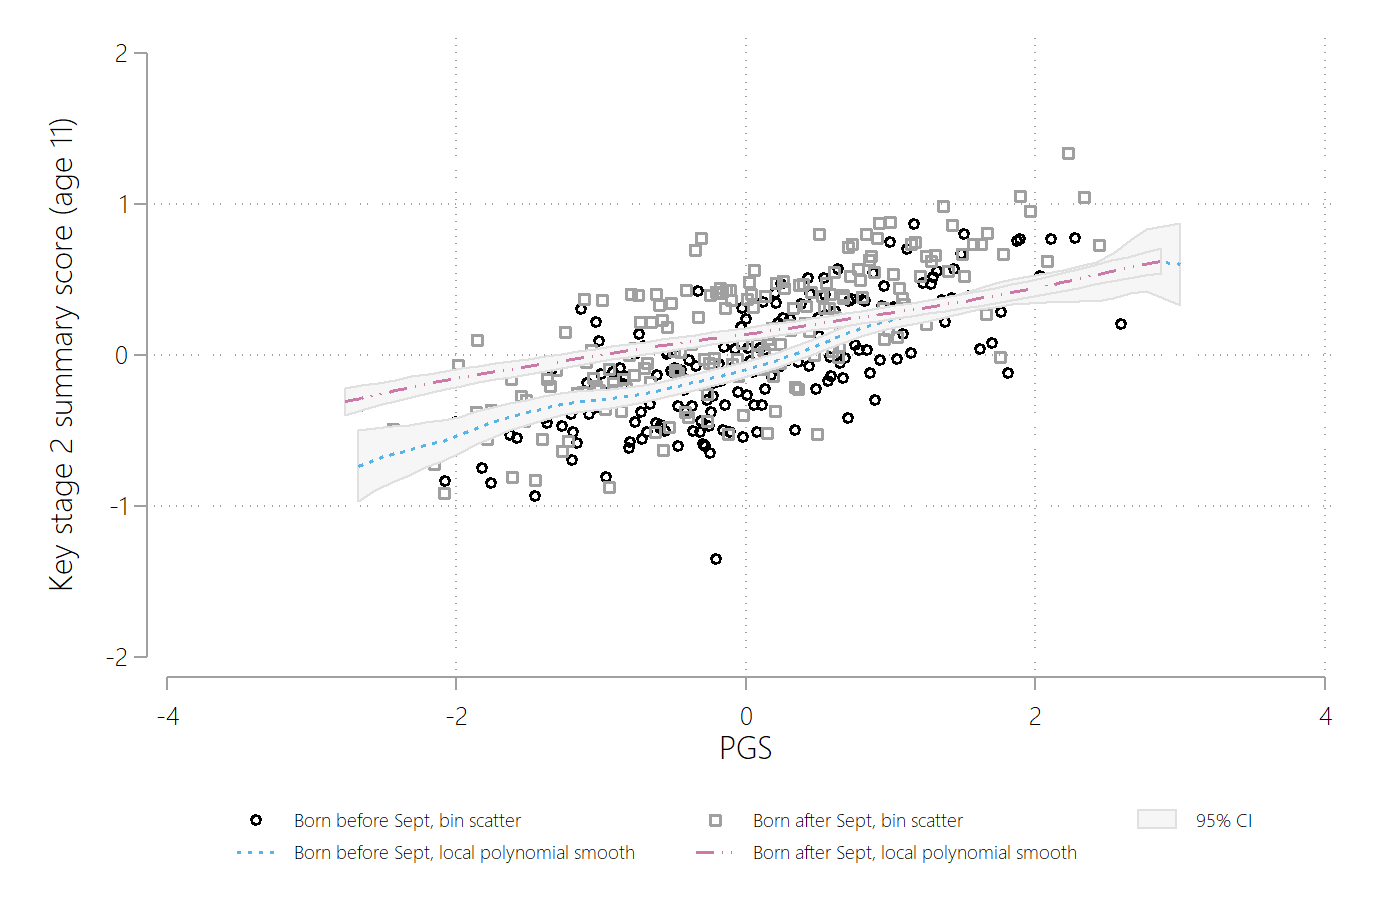 Key stage 2 summary score (age 11)
2
1
0
-1
-2
-4 -2 0 2 4
PGS
Born before Sept, bin scatter Born after Sept, bin scatter 95% CI
Born before Sept, local polynomial smooth Born after Sept, local polynomial smooth